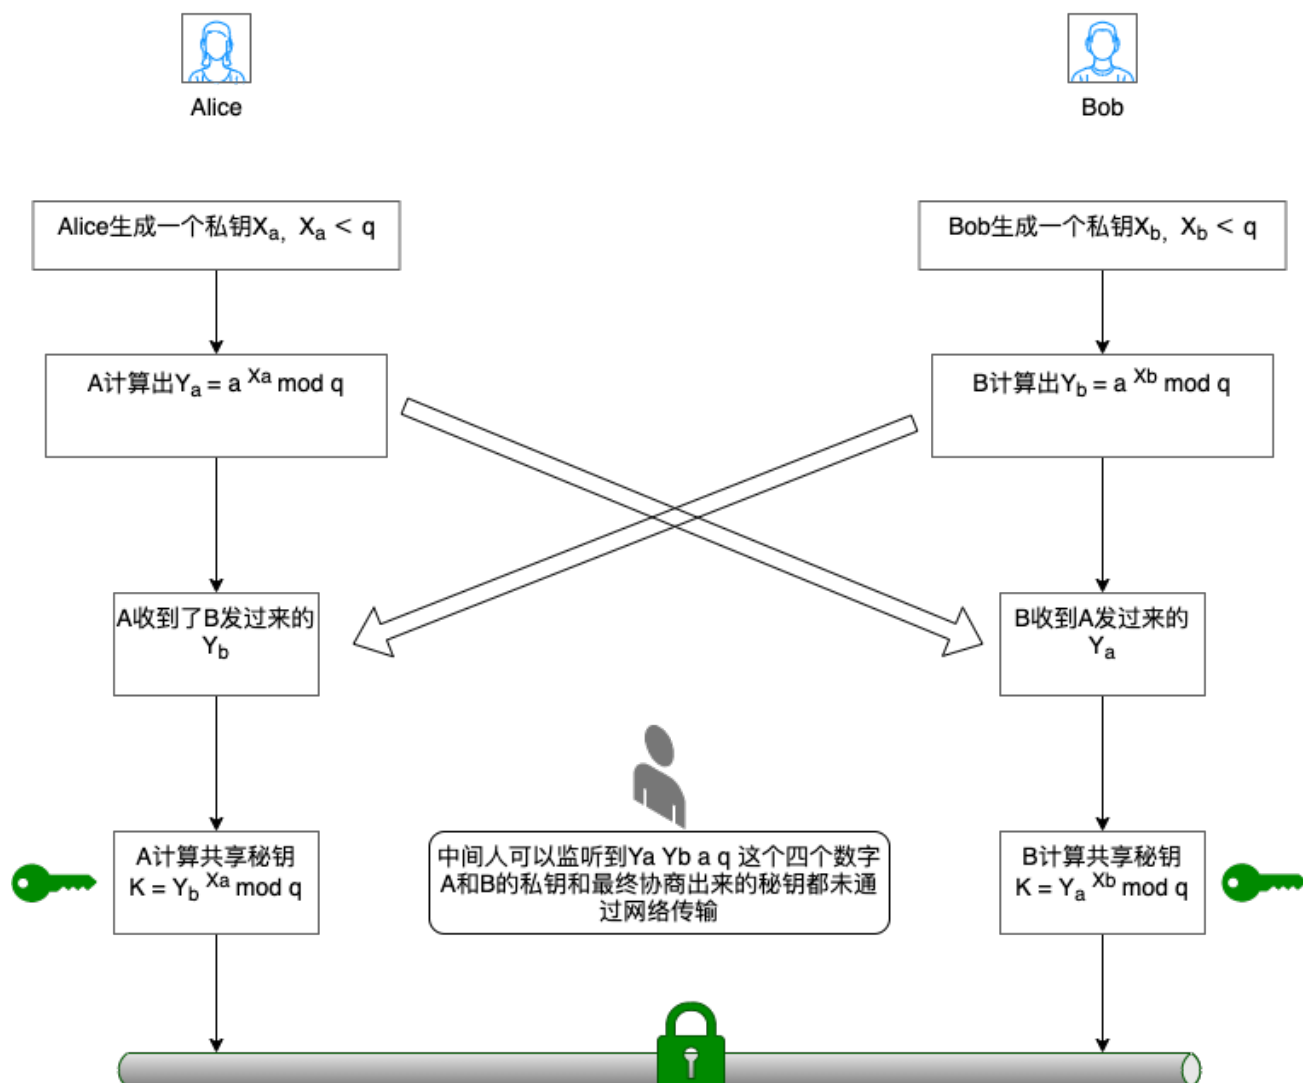 Alice
Bob
Alice生成一个私钥Xa, Xa < q
Bob生成一个私钥Xb, Xb < q
A计算出Ya = a Xa mod q
B计算出Yb = a Xb mod q
A收到了B发过来的
Yb
B收到A发过来的
Ya
A计算共享秘钥
K = Yb Xa mod q
中间人可以监听到Ya Yb a q 这个四个数字
A和B的私钥和最终协商出来的秘钥都未通
过网络传输
B计算共享秘钥
K = Ya Xb mod q